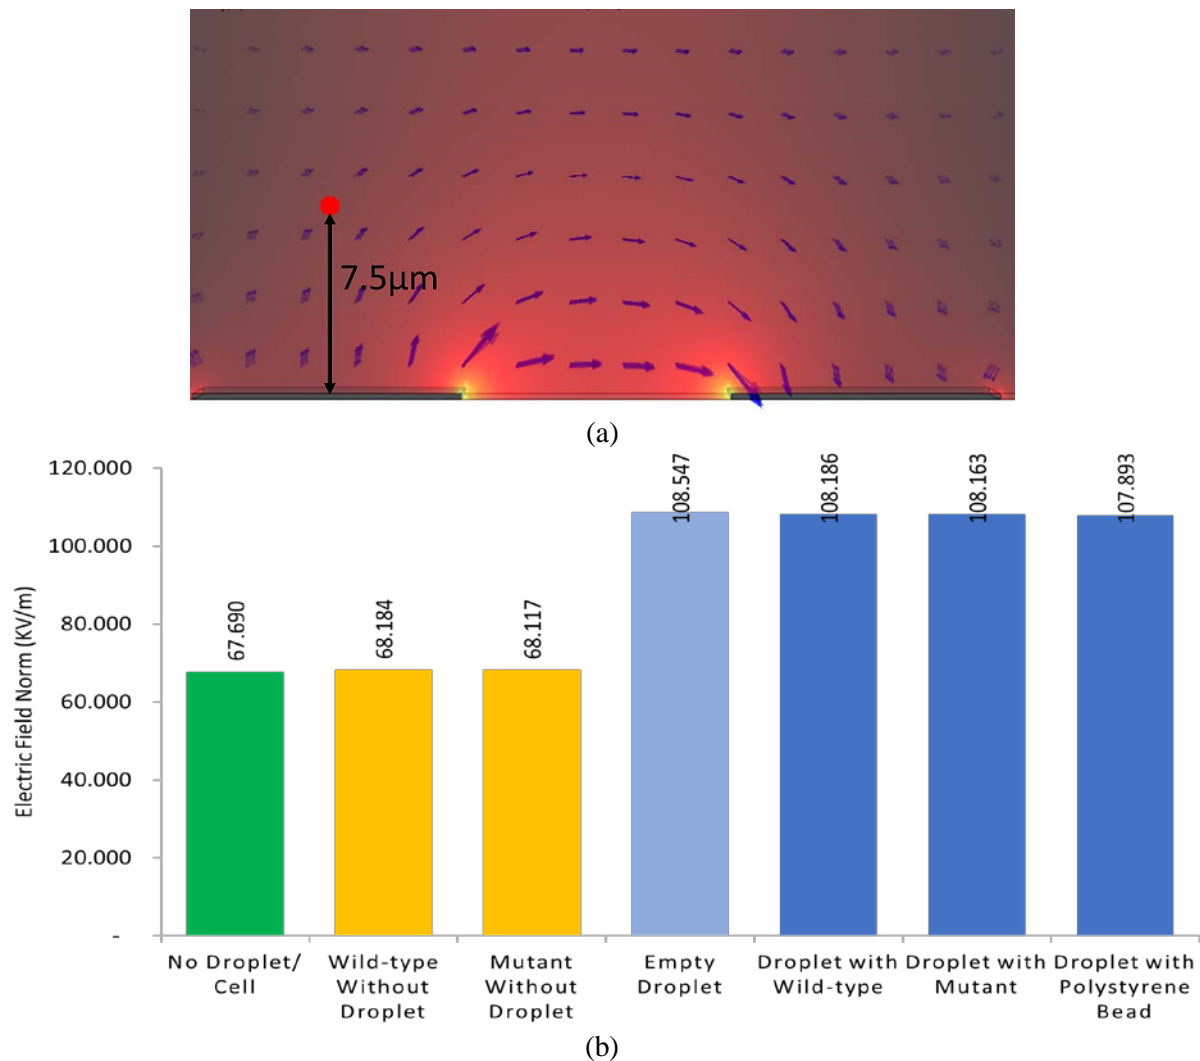 7.5μm
(a)
120.000
100.000
80.000
60.000
40.000
20.000
-
Electric Field Norm (KV/m)
67.690
68.184
68.117
108.547
108.186
108.163
107.893
No Droplet/
Cell
Wild-type
Without
Droplet
Mutant
Without
Droplet
Empty
Droplet
Droplet with
Wild-type
Droplet with
Mutant
Droplet with
Polystyrene
Bead
(b)